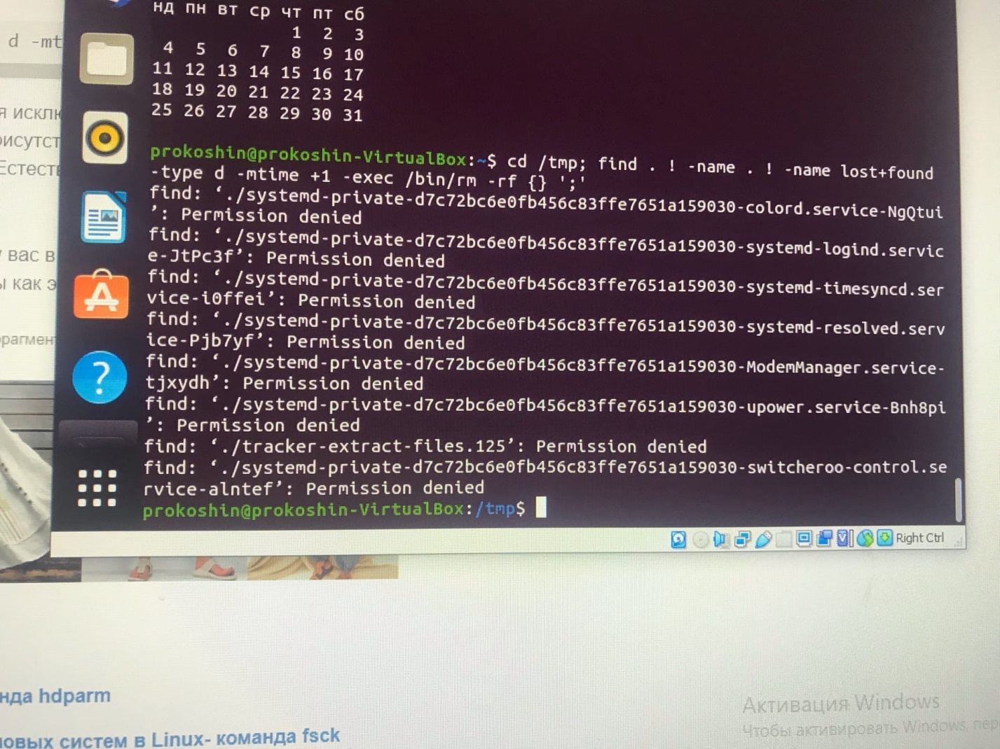 нд пн вт ср чт пт сб
1 2 3
d -mt
4 5 6 7 8 9 10
11 12 13 14 15 16 17
18 19 20 21 22 23 24
25 26 27 28 29 30 31
prokoshin@prokoshin-VirtualBox:~$ cd /tmp; find . ! -name . ! -name lost+found
-type d -mtime +1 -exec /bin/rm -rf {} ';'
find: ‘./systemd-private-d7c72bc6e0fb456c83ffe7651a159030-colord.service-NgQtui
’: Permission denied
find: ‘./systemd-private-d7c72bc6e0fb456c83ffe7651a159030-systemd-logind.servic
e-JtPc3f’: Permission denied
find: ‘./systemd-private-d7c72bc6e0fb456c83ffe7651a159030-systemd-timesyncd.ser
vice-i0ffei’: Permission denied
find: ‘./systemd-private-d7c72bc6e0fb456c83ffe7651a159030-systemd-resolved.serv
ice-Pjb7yf’: Permission denied
find: ‘./systemd-private-d7c72bc6e0fb456c83ffe7651a159030-ModemManager.service-
tjxydh’: Permission denied
find: ‘./systemd-private-d7c72bc6e0fb456c83ffe7651a159030-upower.service-Bnh8pi
’: Permission denied
find: ‘./tracker-extract-files.125’: Permission denied
find: ‘./systemd-private-d7c72bc6e0fb456c83ffe7651a159030-switcheroo-control.se
rvice-alntef’: Permission denied
prokoshin@prokoshin-VirtualBox:/tmp$
Right Ctrl
я исклю
рисутст
Естеств
у вас в
ы как э
рагмен
нда hdparm
ловых систем в Linux- команда fsck
Активация Windows
Чтобы активировать Windows, пер